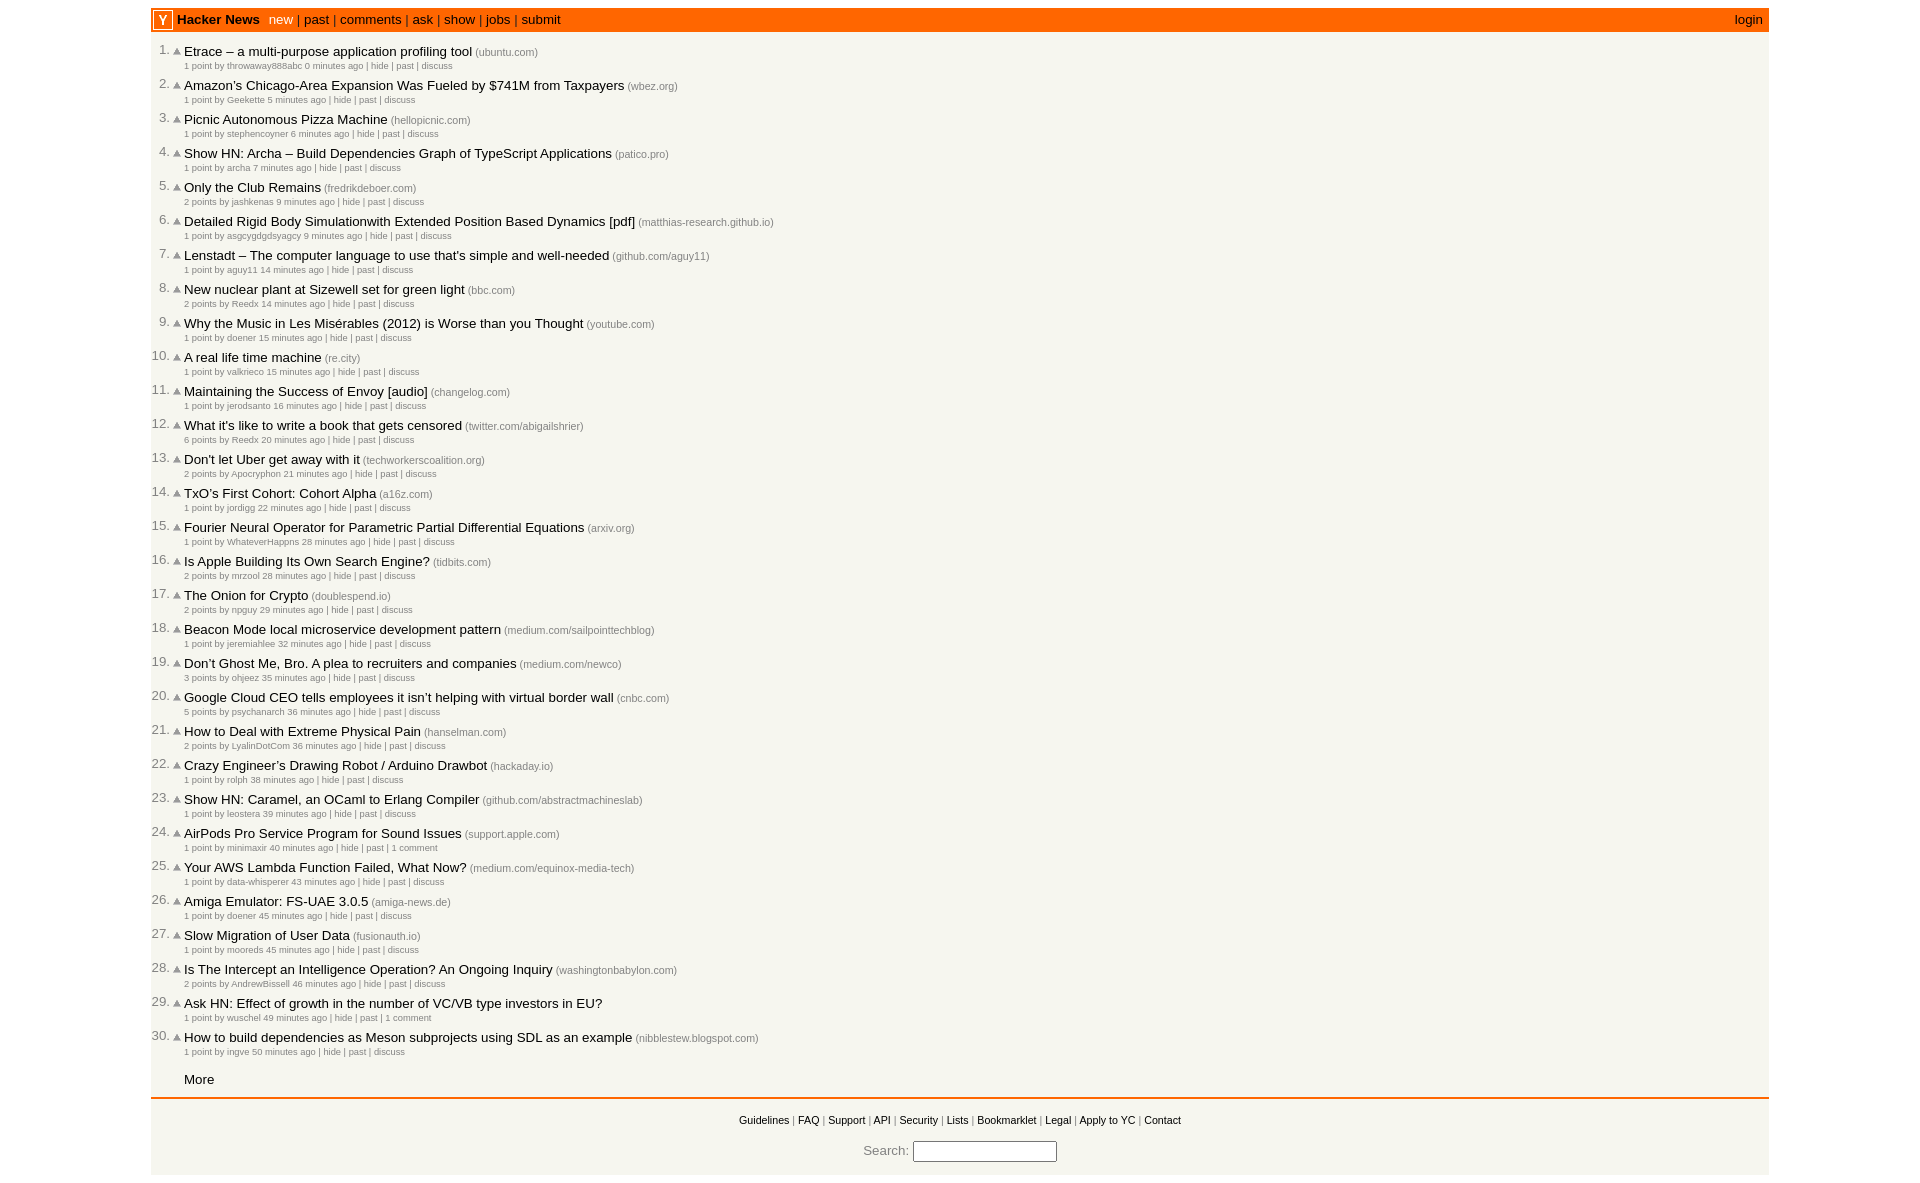 Y Hacker News new | past | comments | ask | show | jobs | submit login
1. Etrace – a multi-purpose application profiling tool (ubuntu.com)
1 point by throwaway888abc 0 minutes ago | hide | past | discuss
2. Amazon's Chicago-Area Expansion Was Fueled by $741M from Taxpayers (wbez.org)
1 point by Geekette 5 minutes ago | hide | past | discuss
3. Picnic Autonomous Pizza Machine (hellopicnic.com)
1 point by stephencoyner 6 minutes ago | hide | past | discuss
4. Show HN: Archa – Build Dependencies Graph of TypeScript Applications (patico.pro)
1 point by archa 7 minutes ago | hide | past | discuss
5. Only the Club Remains (fredrikdeboer.com)
2 points by jashkenas 9 minutes ago | hide | past | discuss
6. Detailed Rigid Body Simulationwith Extended Position Based Dynamics [pdf] (matthias-research.github.io)
1 point by asgcygdgdsyagcy 9 minutes ago | hide | past | discuss
7. Lenstadt – The computer language to use that's simple and well-needed (github.com/aguy11)
1 point by aguy11 14 minutes ago | hide | past | discuss
8. New nuclear plant at Sizewell set for green light (bbc.com)
2 points by Reedx 14 minutes ago | hide | past | discuss
9. Why the Music in Les Misérables (2012) is Worse than you Thought (youtube.com)
1 point by doener 15 minutes ago | hide | past | discuss
10. A real life time machine (re.city)
1 point by valkrieco 15 minutes ago | hide | past | discuss
11. Maintaining the Success of Envoy [audio] (changelog.com)
1 point by jerodsanto 16 minutes ago | hide | past | discuss
12. What it's like to write a book that gets censored (twitter.com/abigailshrier)
6 points by Reedx 20 minutes ago | hide | past | discuss
13. Don't let Uber get away with it (techworkerscoalition.org)
2 points by Apocryphon 21 minutes ago | hide | past | discuss
14. TxO's First Cohort: Cohort Alpha (a16z.com)
1 point by jordigg 22 minutes ago | hide | past | discuss
15. Fourier Neural Operator for Parametric Partial Differential Equations (arxiv.org)
1 point by WhateverHappns 28 minutes ago | hide | past | discuss
16. Is Apple Building Its Own Search Engine? (tidbits.com)
2 points by mrzool 28 minutes ago | hide | past | discuss
17. The Onion for Crypto (doublespend.io)
2 points by npguy 29 minutes ago | hide | past | discuss
18. Beacon Mode local microservice development pattern (medium.com/sailpointtechblog)
1 point by jeremiahlee 32 minutes ago | hide | past | discuss
19. Don't Ghost Me, Bro. A plea to recruiters and companies (medium.com/newco)
3 points by ohjeez 35 minutes ago | hide | past | discuss
20. Google Cloud CEO tells employees it isn't helping with virtual border wall (cnbc.com)
5 points by psychanarch 36 minutes ago | hide | past | discuss
21. How to Deal with Extreme Physical Pain (hanselman.com)
2 points by LyalinDotCom 36 minutes ago | hide | past | discuss
22. Crazy Engineer's Drawing Robot / Arduino Drawbot (hackaday.io)
1 point by rolph 38 minutes ago | hide | past | discuss
23. Show HN: Caramel, an OCaml to Erlang Compiler (github.com/abstractmachineslab)
1 point by leostera 39 minutes ago | hide | past | discuss
24. AirPods Pro Service Program for Sound Issues (support.apple.com)
1 point by minimaxir 40 minutes ago | hide | past | 1 comment
25. Your AWS Lambda Function Failed, What Now? (medium.com/equinox-media-tech)
1 point by data-whisperer 43 minutes ago | hide | past | discuss
26. Amiga Emulator: FS-UAE 3.0.5 (amiga-news.de)
1 point by doener 45 minutes ago | hide | past | discuss
27. Slow Migration of User Data (fusionauth.io)
1 point by mooreds 45 minutes ago | hide | past | discuss
28. Is The Intercept an Intelligence Operation? An Ongoing Inquiry (washingtonbabylon.com)
2 points by AndrewBissell 46 minutes ago | hide | past | discuss
29. Ask HN: Effect of growth in the number of VC/VB type investors in EU?
1 point by wuschel 49 minutes ago | hide | past | 1 comment
30. How to build dependencies as Meson subprojects using SDL as an example (nibblestew.blogspot.com)
1 point by ingve 50 minutes ago | hide | past | discuss
More
Guidelines | FAQ | Support | API | Security | Lists | Bookmarklet | Legal | Apply to YC | Contact
Search: